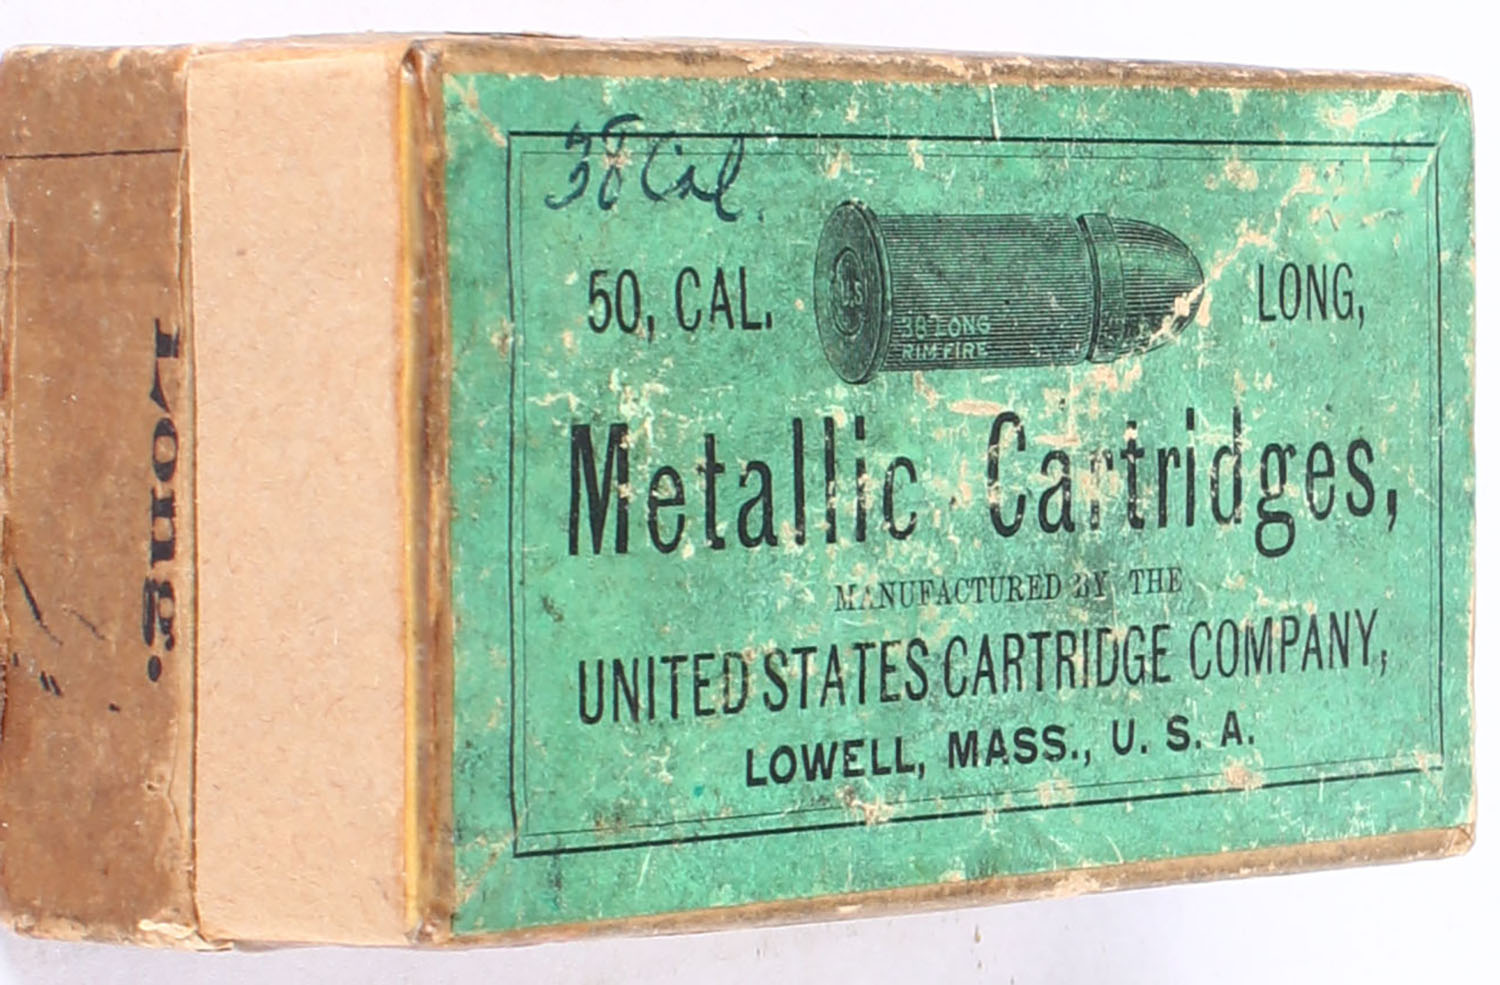 38 Cal.
50, CAL.
U.S
38 LONG
RIM FIRE
LONG,
Metallic Cartridges,
MANUFACTURED BY THE
UNITED STATES CARTRIDGE COMPANY,
LOWELL, MASS., U. S. A.
Long.